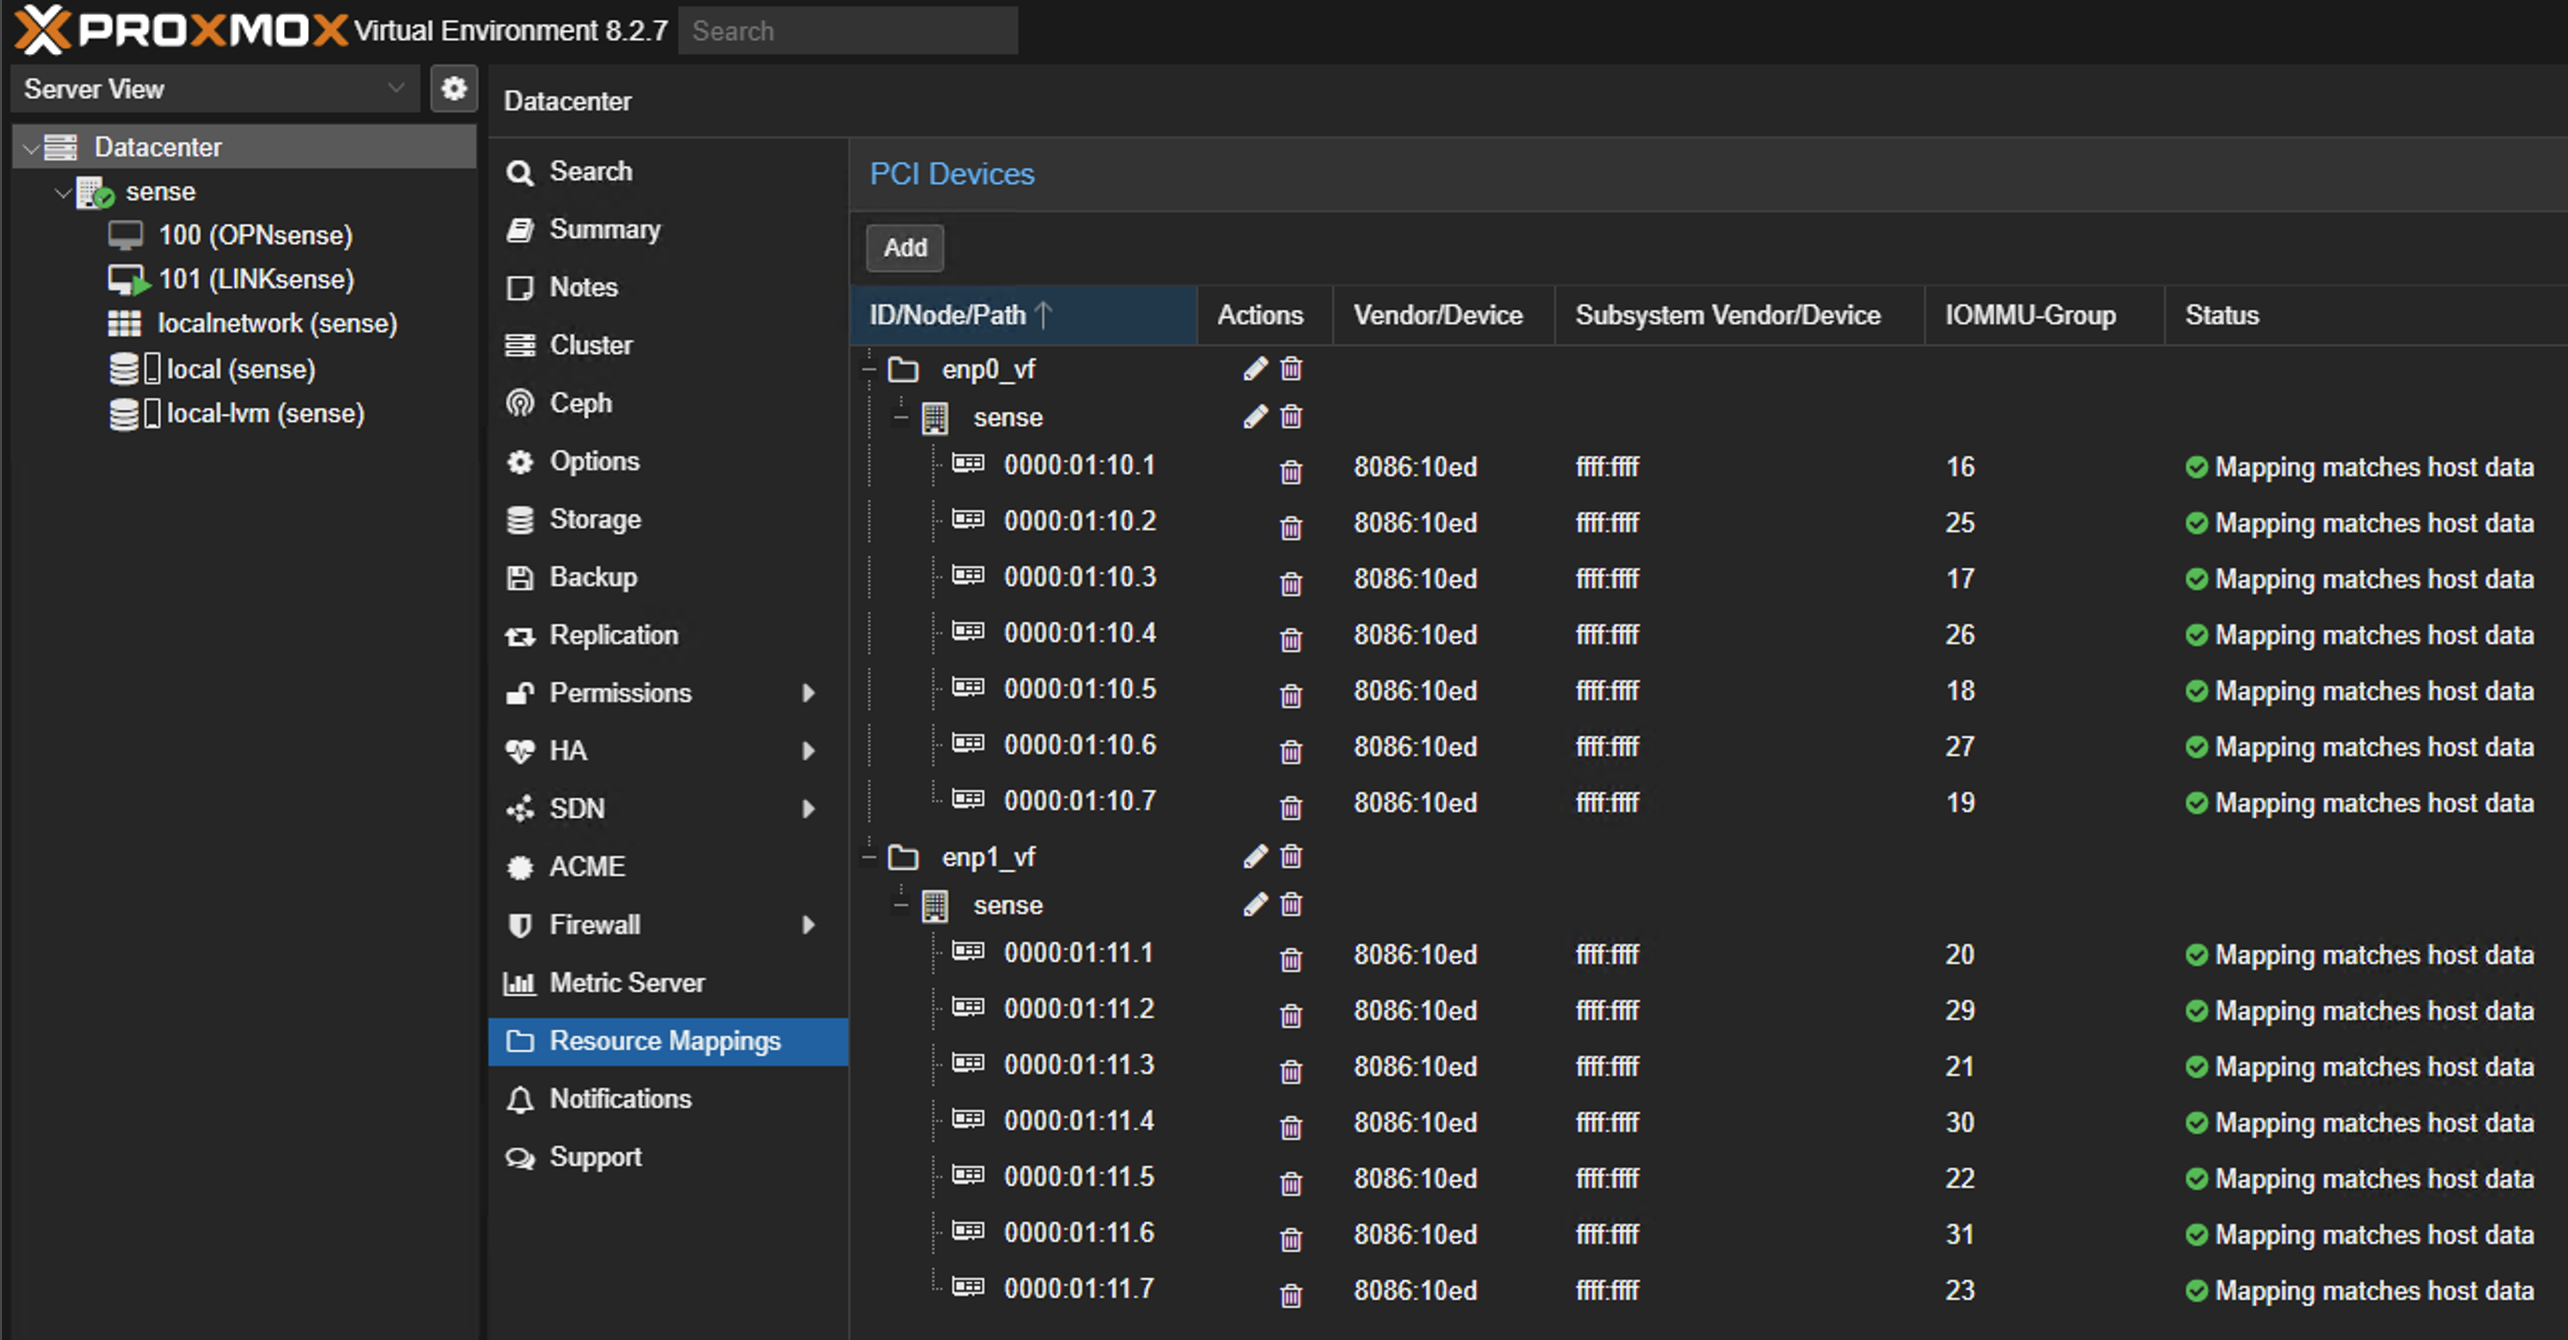 PROXMOX Virtual Environment 8.2.7 Search
Server View
Datacenter
sense
100 (OPNsense)
101 (LINKsense)
localnetwork (sense)
local (sense)
local-lvm (sense)
Datacenter
Search
Summary
Notes
Cluster
Ceph
Options
Storage
Backup
Replication
Permissions
HA
SDN
ACME
Firewall
Metric Server
Resource Mappings
Notifications
Support
PCI Devices
Add
ID/Node/Path Actions Vendor/Device Subsystem Vendor/Device IOMMU-Group Status
enp0_vf
sense
0000:01:10.1 8086:10ed ffff:ffff 16 Mapping matches host data
0000:01:10.2 8086:10ed ffff:ffff 25 Mapping matches host data
0000:01:10.3 8086:10ed ffff:ffff 17 Mapping matches host data
0000:01:10.4 8086:10ed ffff:ffff 26 Mapping matches host data
0000:01:10.5 8086:10ed ffff:ffff 18 Mapping matches host data
0000:01:10.6 8086:10ed ffff:ffff 27 Mapping matches host data
0000:01:10.7 8086:10ed ffff:ffff 19 Mapping matches host data
enp1_vf
sense
0000:01:11.1 8086:10ed ffff:ffff 20 Mapping matches host data
0000:01:11.2 8086:10ed ffff:ffff 29 Mapping matches host data
0000:01:11.3 8086:10ed ffff:ffff 21 Mapping matches host data
0000:01:11.4 8086:10ed ffff:ffff 30 Mapping matches host data
0000:01:11.5 8086:10ed ffff:ffff 22 Mapping matches host data
0000:01:11.6 8086:10ed ffff:ffff 31 Mapping matches host data
0000:01:11.7 8086:10ed ffff:ffff 23 Mapping matches host data